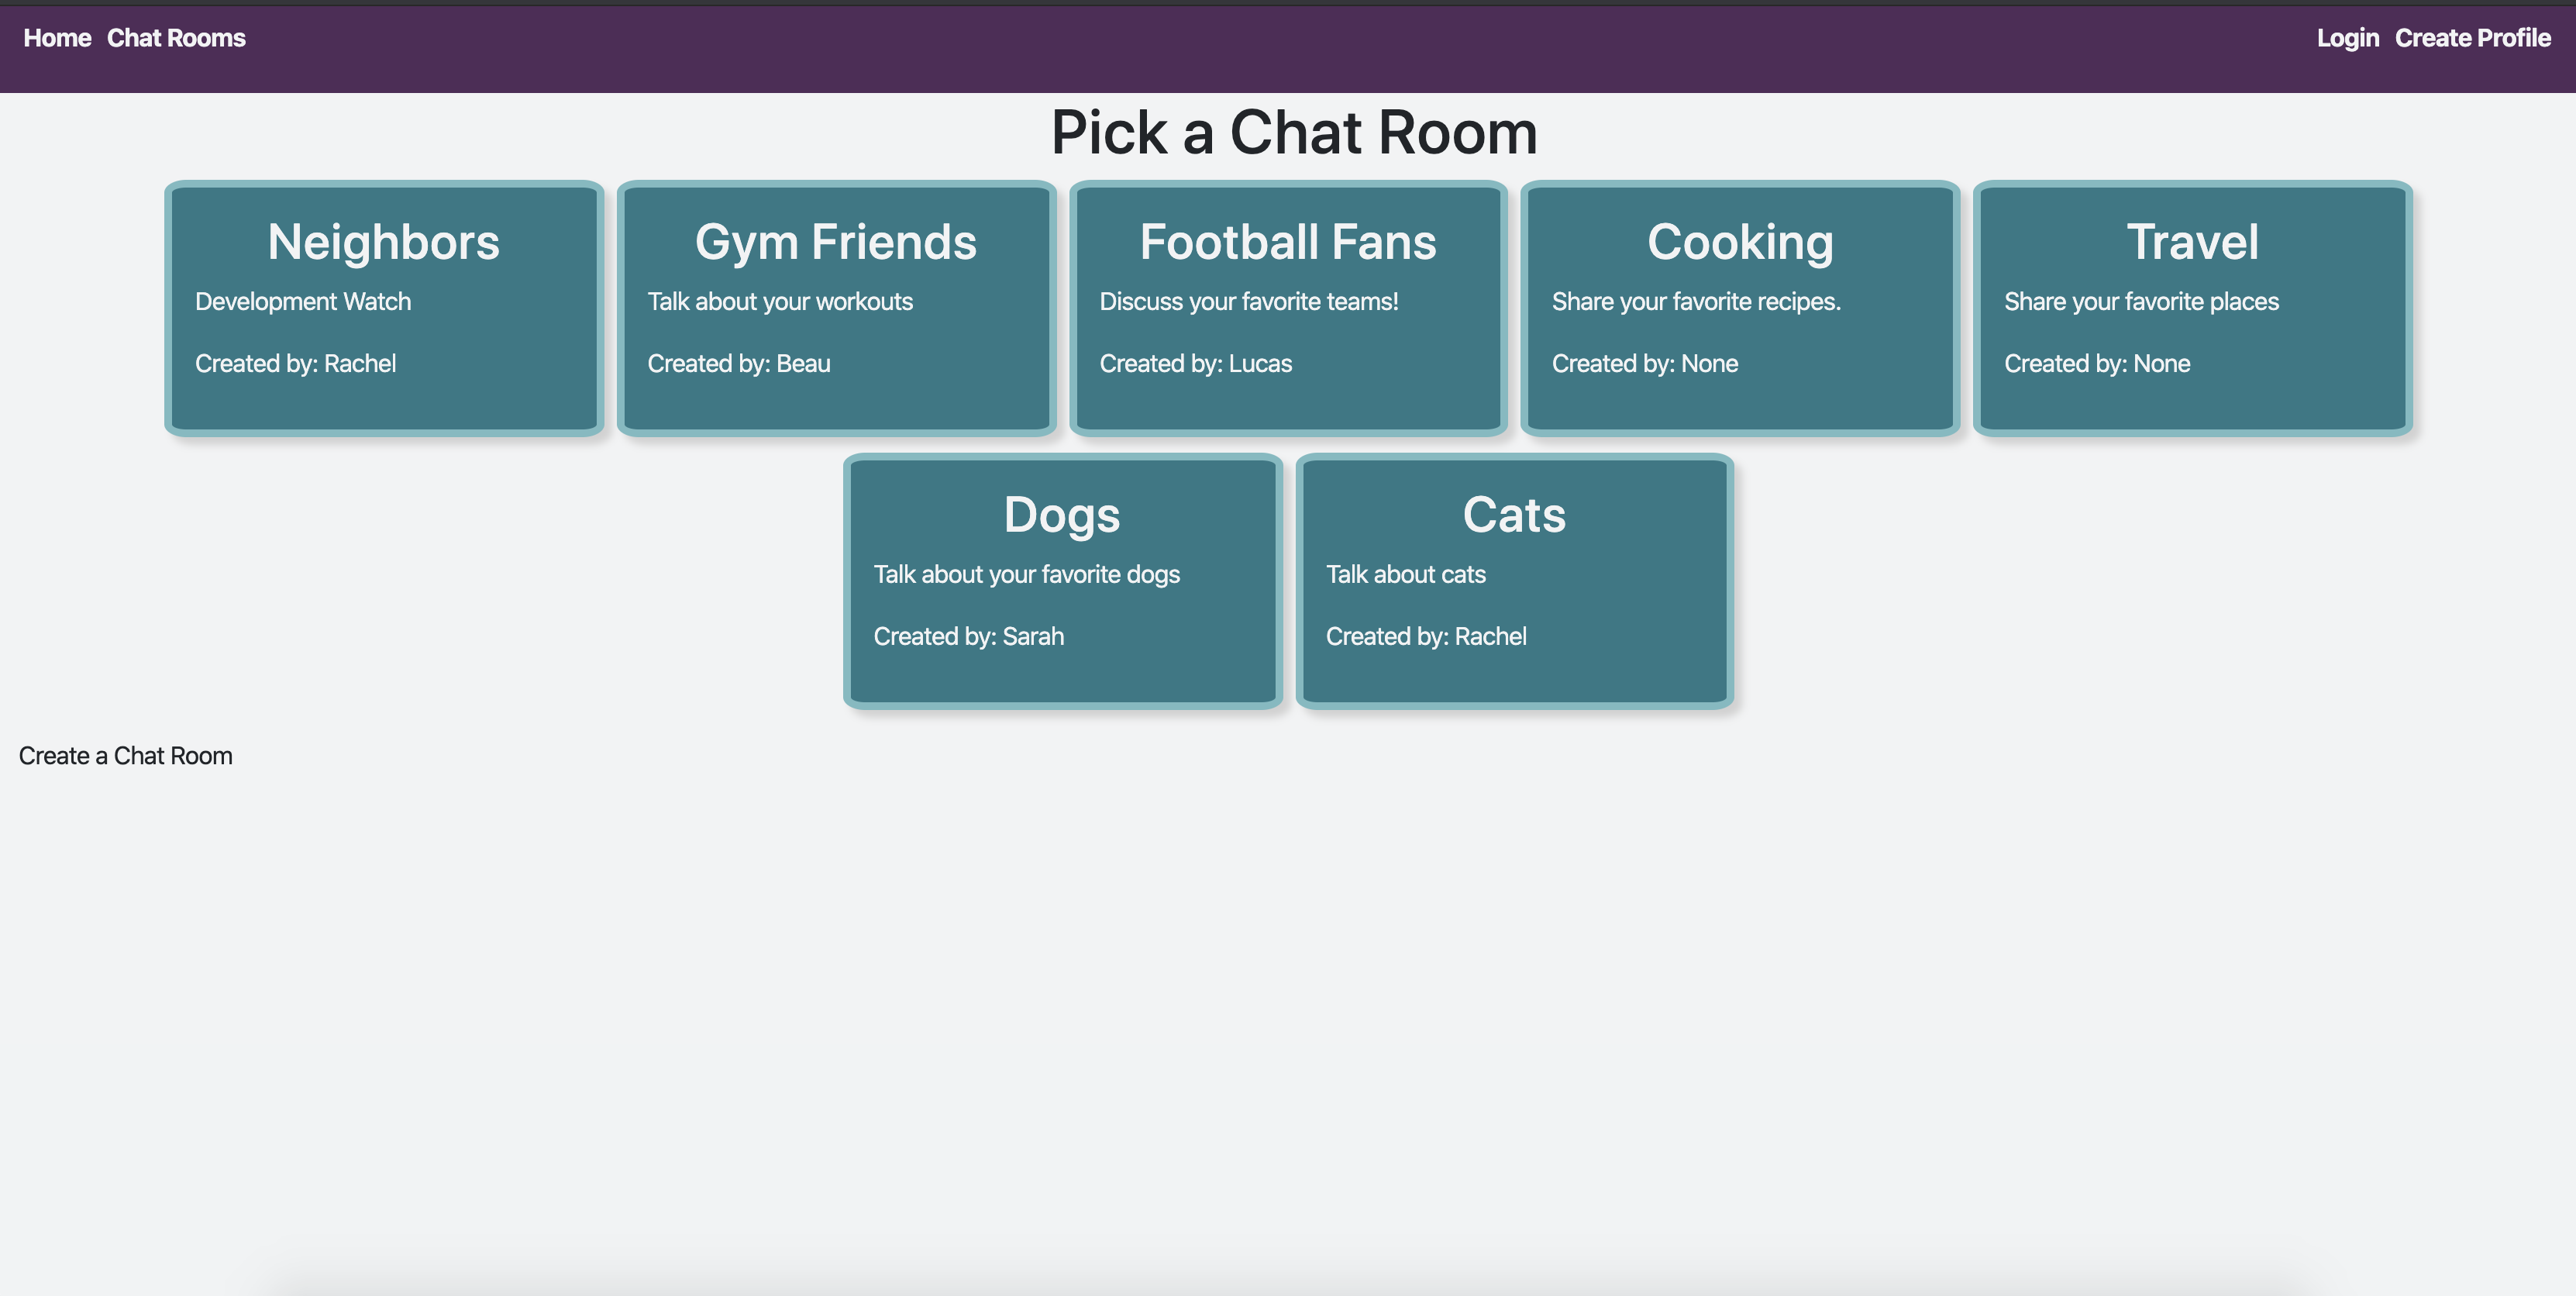 Home Chat Rooms Login Create Profile
Pick a Chat Room
Neighbors
Development Watch
Created by: Rachel
Gym Friends
Talk about your workouts
Created by: Beau
Football Fans
Discuss your favorite teams!
Created by: Lucas
Cooking
Share your favorite recipes.
Created by: None
Travel
Share your favorite places
Created by: None
Dogs
Talk about your favorite dogs
Created by: Sarah
Cats
Talk about cats
Created by: Rachel
Create a Chat Room